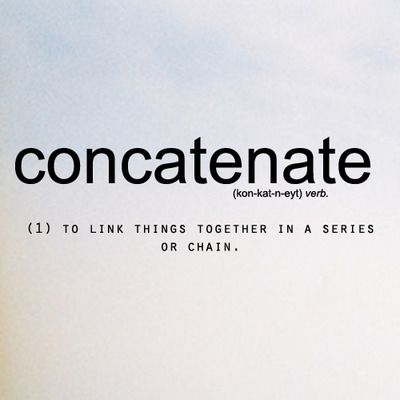 concatenate
(kon-kat-n-eyt) verb.
(1) TO LINK THINGS TOGETHER IN A SERIES
OR CHAIN.